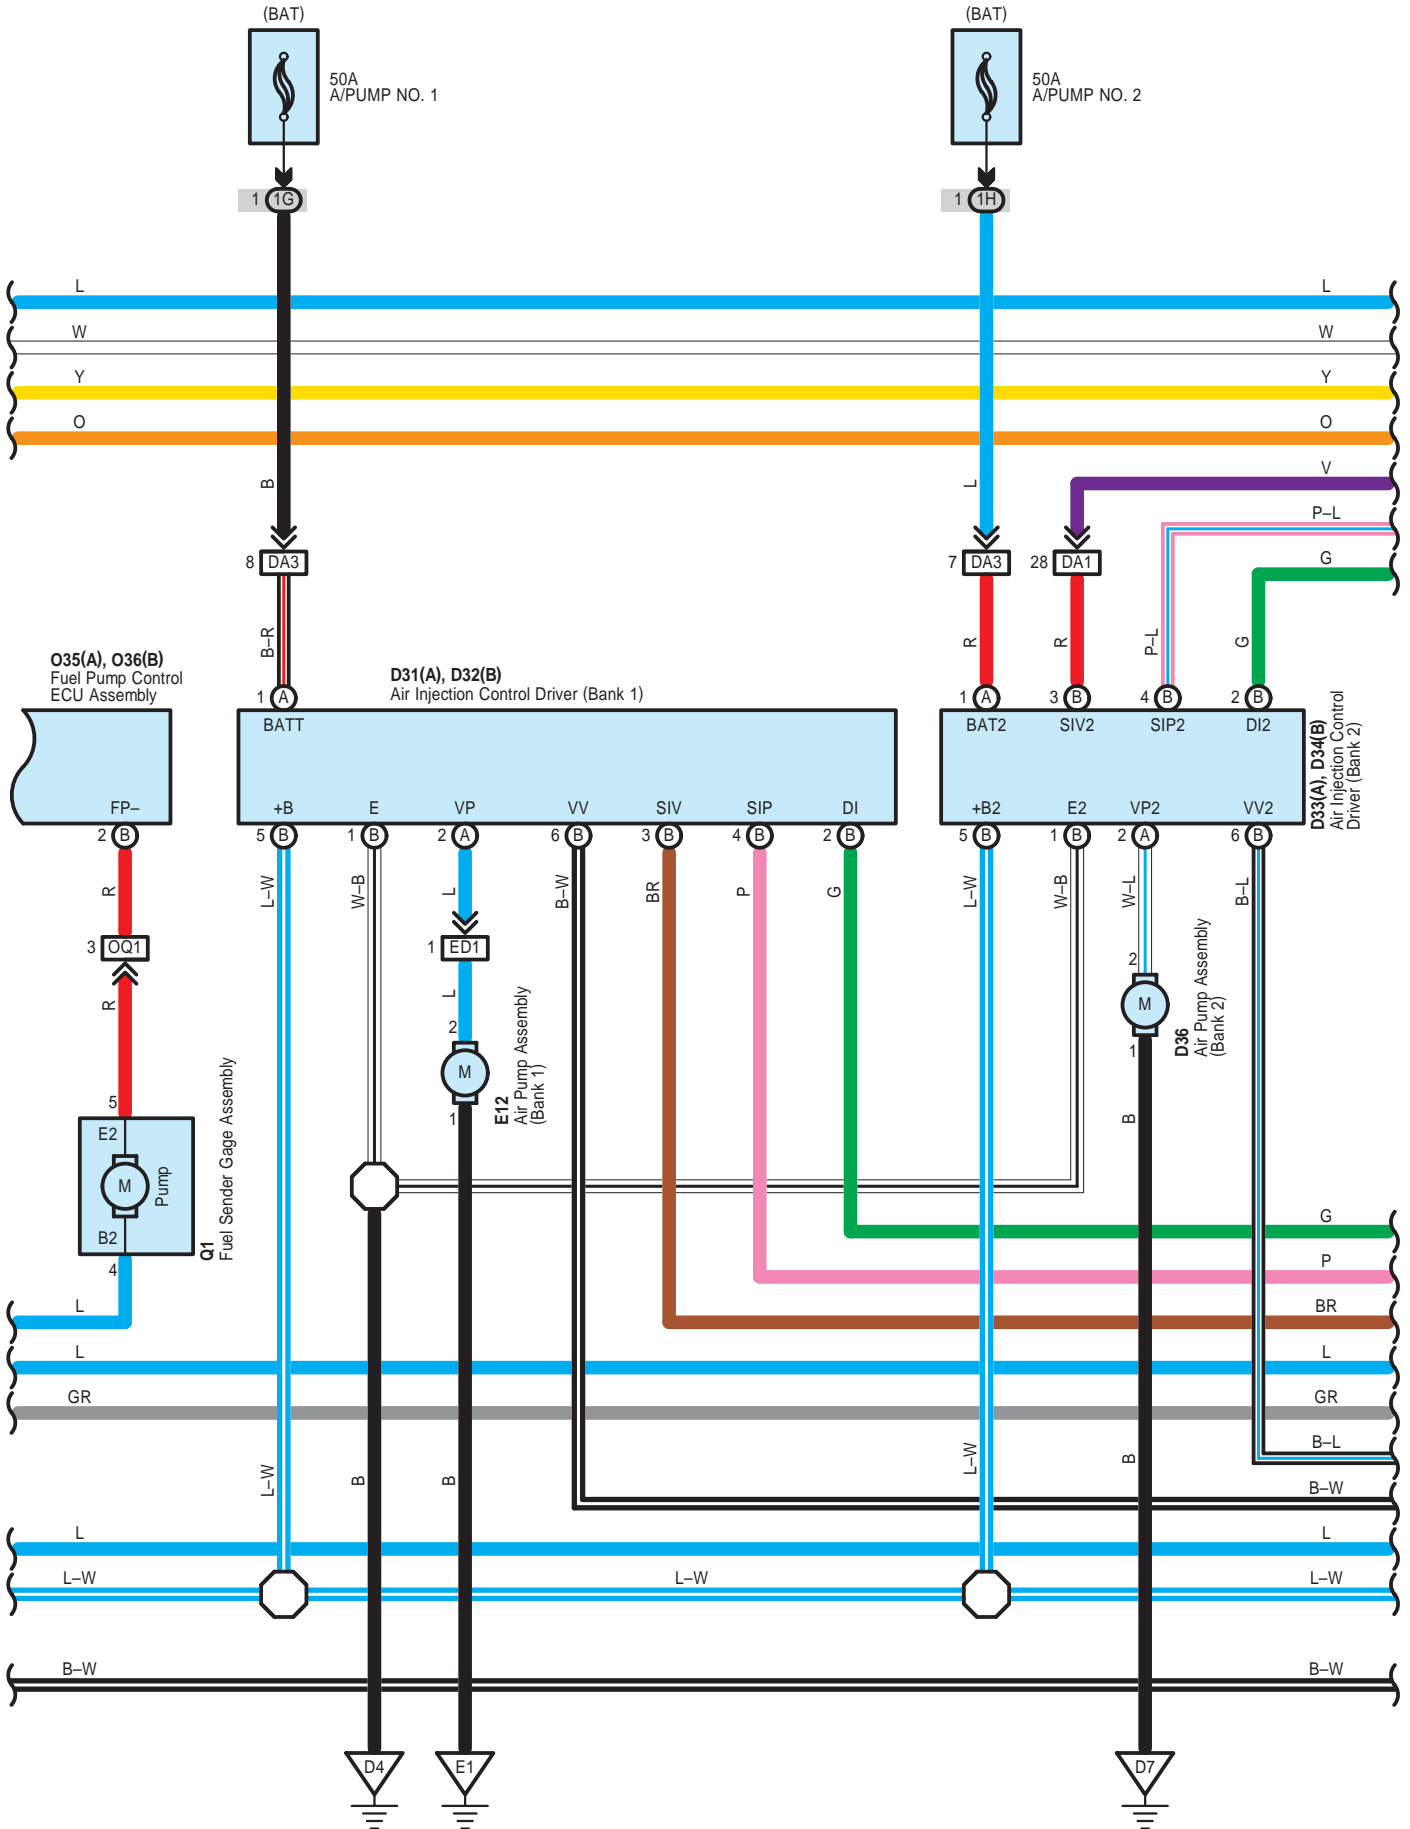 (BAT)
(BAT)
50A
A/PUMP NO. 1
50A
A/PUMP NO. 2
1 1G
1 1H
L
L
W
W
Y
Y
O
O
B
L
V
P–L
G
8 DA3
7 DA3
28 DA1
B–R
R
R
P–L
G
O35(A), O36(B)
Fuel Pump Control
ECU Assembly
D31(A), D32(B)
Air Injection Control Driver (Bank 1)
1 A
1 A
3 B
4 B
2 B
BATT
BAT2
SIV2
SIP2
DI2
D33(A), D34(B)
Air Injection Control
Driver (Bank 2)
FP–
+B
E
VP
VV
SIV
SIP
DI
+B2
E2
VP2
VV2
2 B
5 B
1 B
2 A
6 B
3 B
4 B
2 B
5 B
1 B
2 A
6 B
R
L–W
W–B
L
B–W
BR
P
G
L–W
W–B
W–L
B–L
3 OQ1
1 ED1
R
L
2
2
M
1
D36
Air Pump Assembly
(Bank 2)
M
1
E12
Air Pump Assembly
(Bank 1)
5
E2
M
Pump
B2
4
Q1
Fuel Sender Gage Assembly
B
G
P
L
BR
L
L
GR
GR
B–L
L–W
B
B
L–W
B
B–W
L
L
L–W
L–W
L–W
B–W
B–W
D4
E1
D7